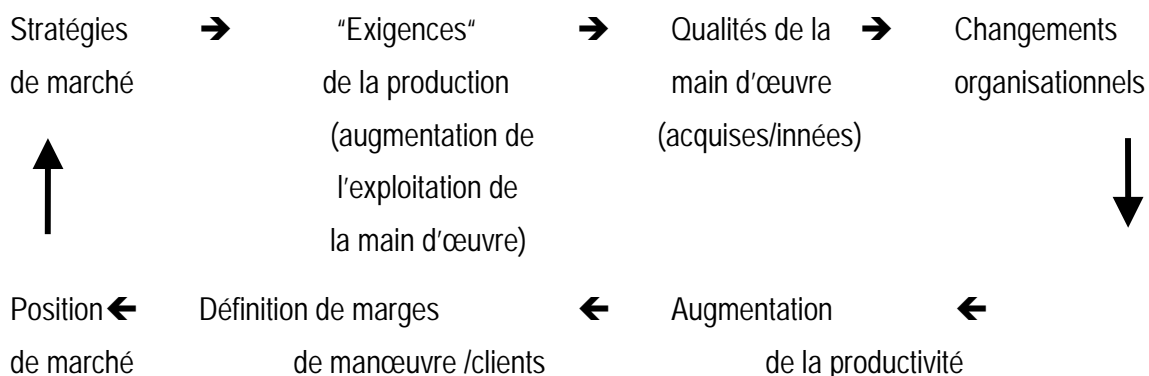 Stratégies ➔ "Exigences" ➔ Qualités de la ➔ Changements
de marché de la production main d'œuvre organisationnels
(augmentation de (acquises/innées)
l'exploitation de
la main d'œuvre)
Position ← Définition de marges ← Augmentation ←
de marché de manœuvre /clients de la productivité